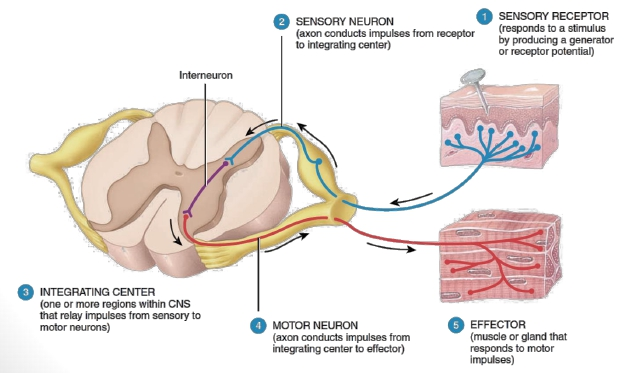 1 SENSORY RECEPTOR
(responds to a stimulus
by producing a generator
or receptor potential)
2 SENSORY NEURON
(axon conducts impulses from receptor
to integrating center)
Interneuron
3 INTEGRATING CENTER
(one or more regions within CNS
that relay impulses from sensory to
motor neurons)
4 MOTOR NEURON
(axon conducts impulses from
integrating center to effector)
5 EFFECTOR
(muscle or gland that
responds to motor
impulses)